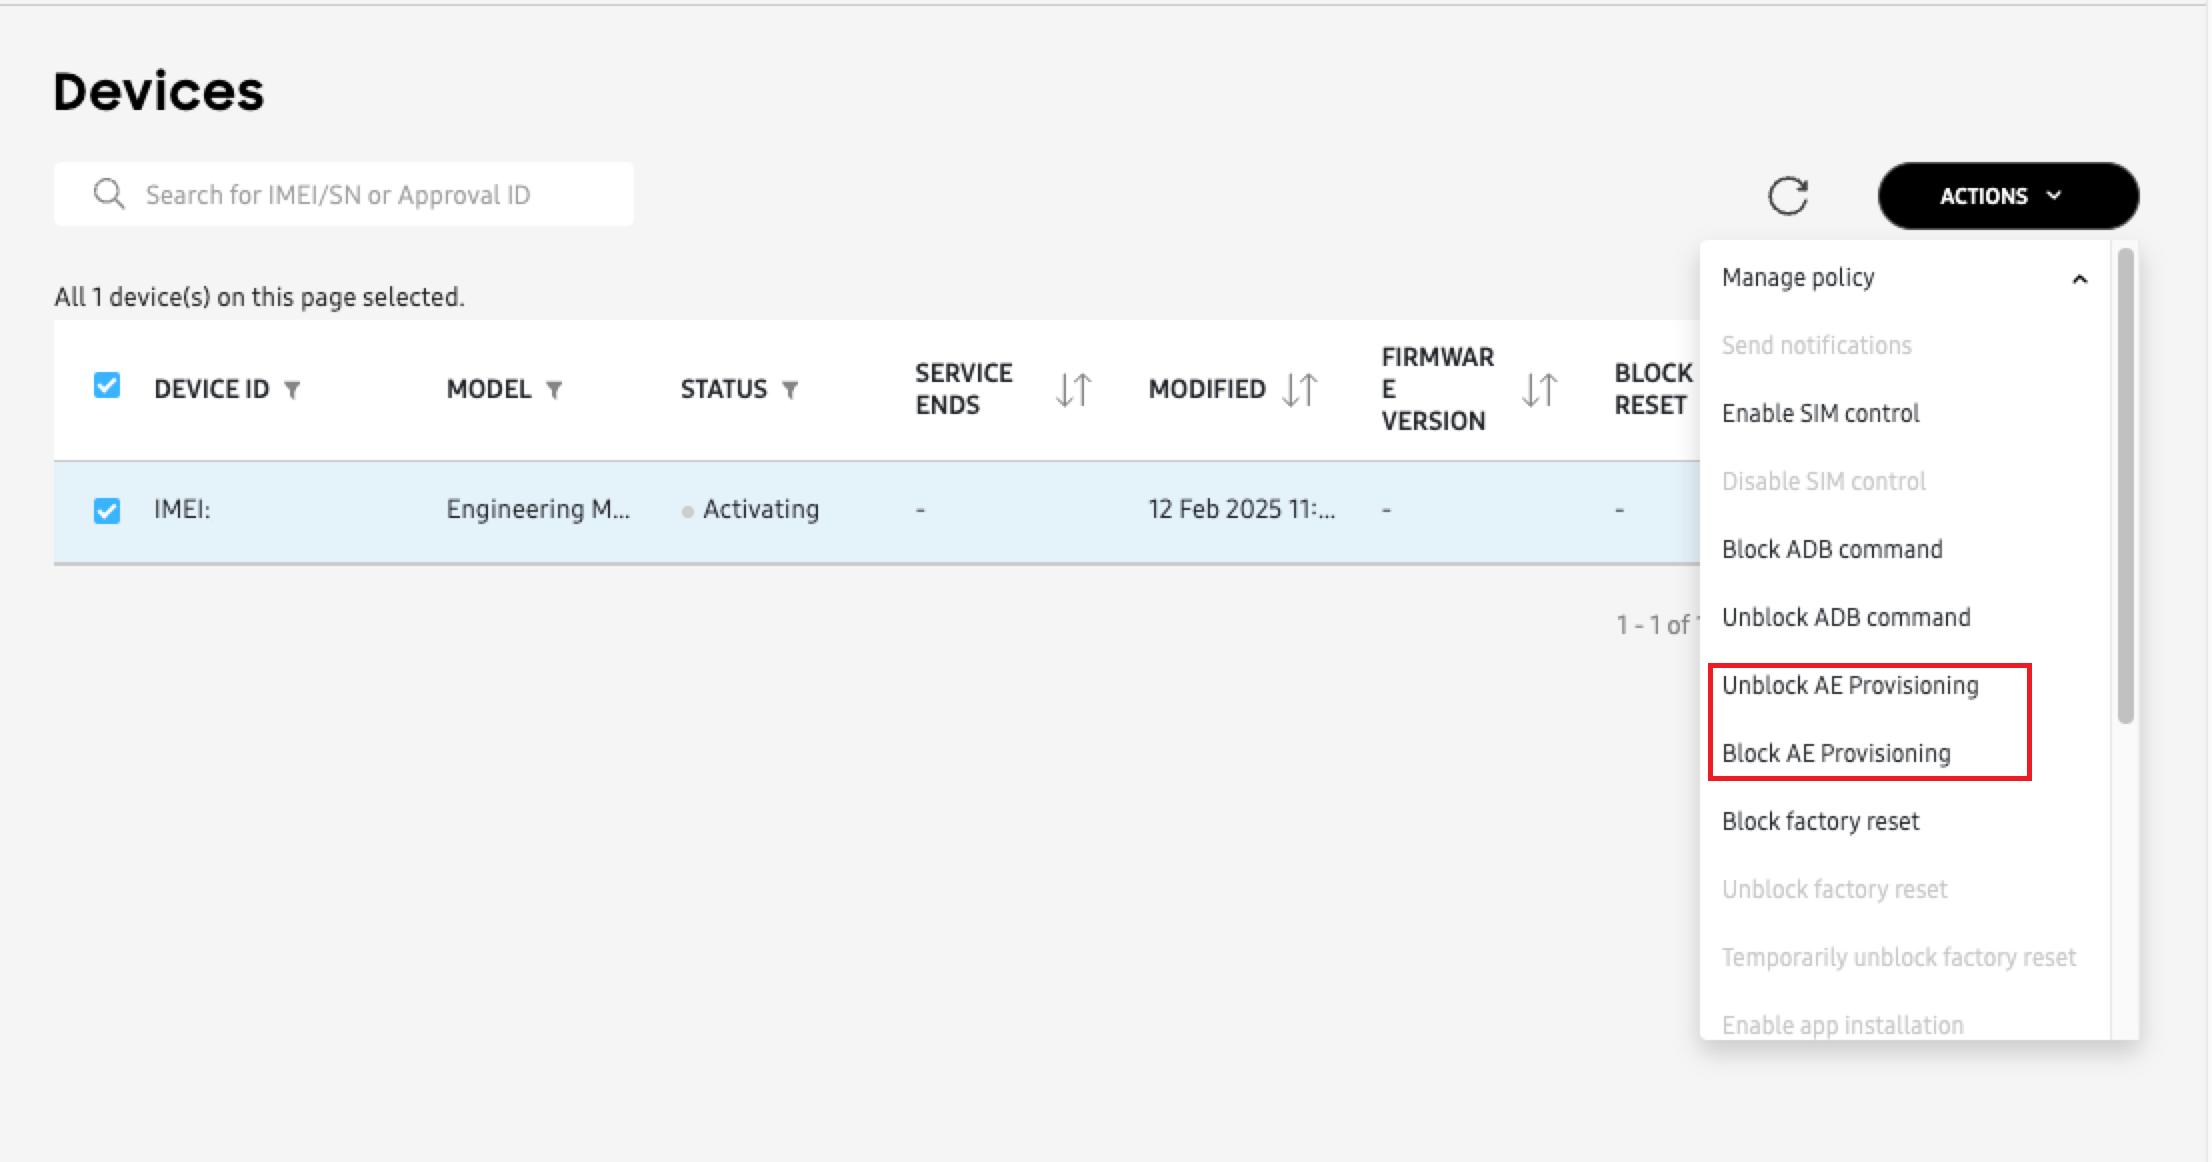 Devices
Search for IMEI/SN or Approval ID
ACTIONS
All 1 device(s) on this page selected.
DEVICE ID
MODEL
STATUS
SERVICE
ENDS
MODIFIED
FIRMWAR
E
VERSION
BLOCK
RESET
IMEI:
Engineering M...
Activating
-
12 Feb 2025 11:...
-
-
1 - 1 of
Manage policy
Send notifications
Enable SIM control
Disable SIM control
Block ADB command
Unblock ADB command
Unblock AE Provisioning
Block AE Provisioning
Block factory reset
Unblock factory reset
Temporarily unblock factory reset
Enable app installation